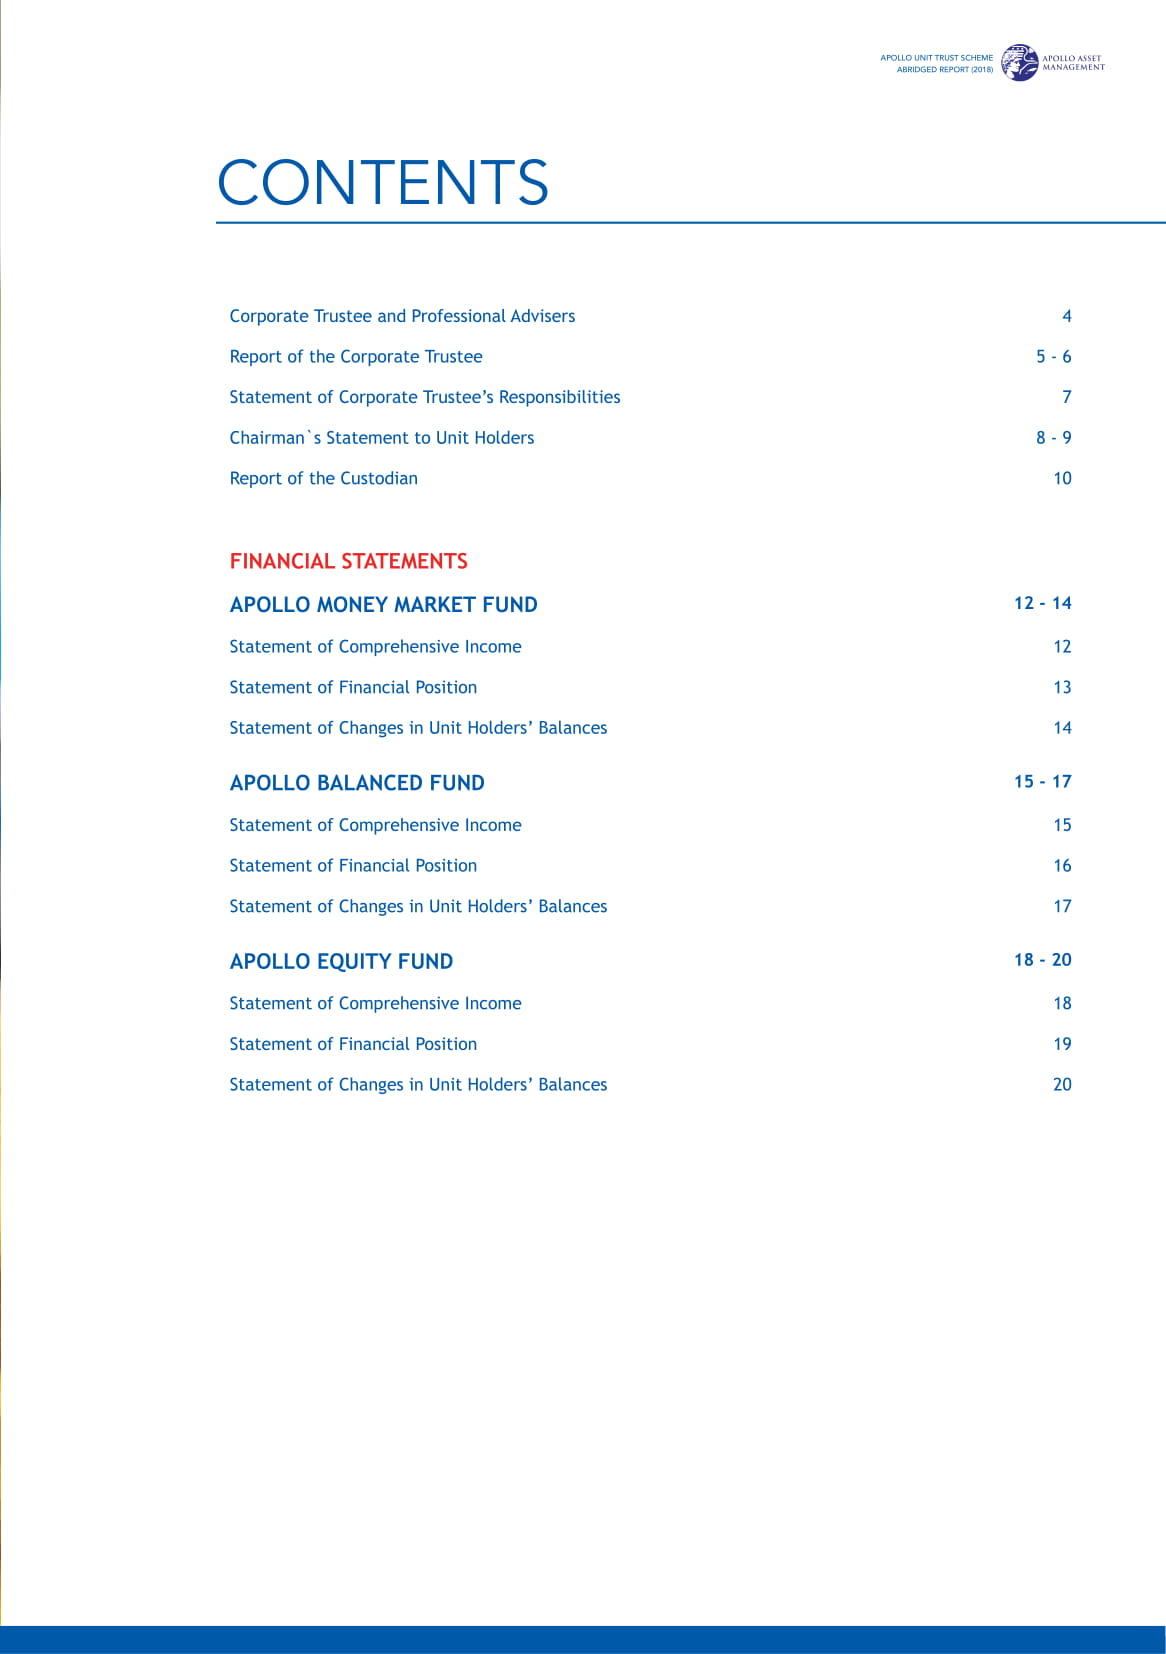 APOLLO UNIT TRUST SCHEME
ABRIDGED REPORT (2018)
APOLLO ASSET
MANAGEMENT
CONTENTS
Corporate Trustee and Professional Advisers 4
Report of the Corporate Trustee 5 - 6
Statement of Corporate Trustee’s Responsibilities 7
Chairman`s Statement to Unit Holders 8 - 9
Report of the Custodian 10
FINANCIAL STATEMENTS
APOLLO MONEY MARKET FUND 12 - 14
Statement of Comprehensive Income 12
Statement of Financial Position 13
Statement of Changes in Unit Holders’ Balances 14
APOLLO BALANCED FUND 15 - 17
Statement of Comprehensive Income 15
Statement of Financial Position 16
Statement of Changes in Unit Holders’ Balances 17
APOLLO EQUITY FUND 18 - 20
Statement of Comprehensive Income 18
Statement of Financial Position 19
Statement of Changes in Unit Holders’ Balances 20